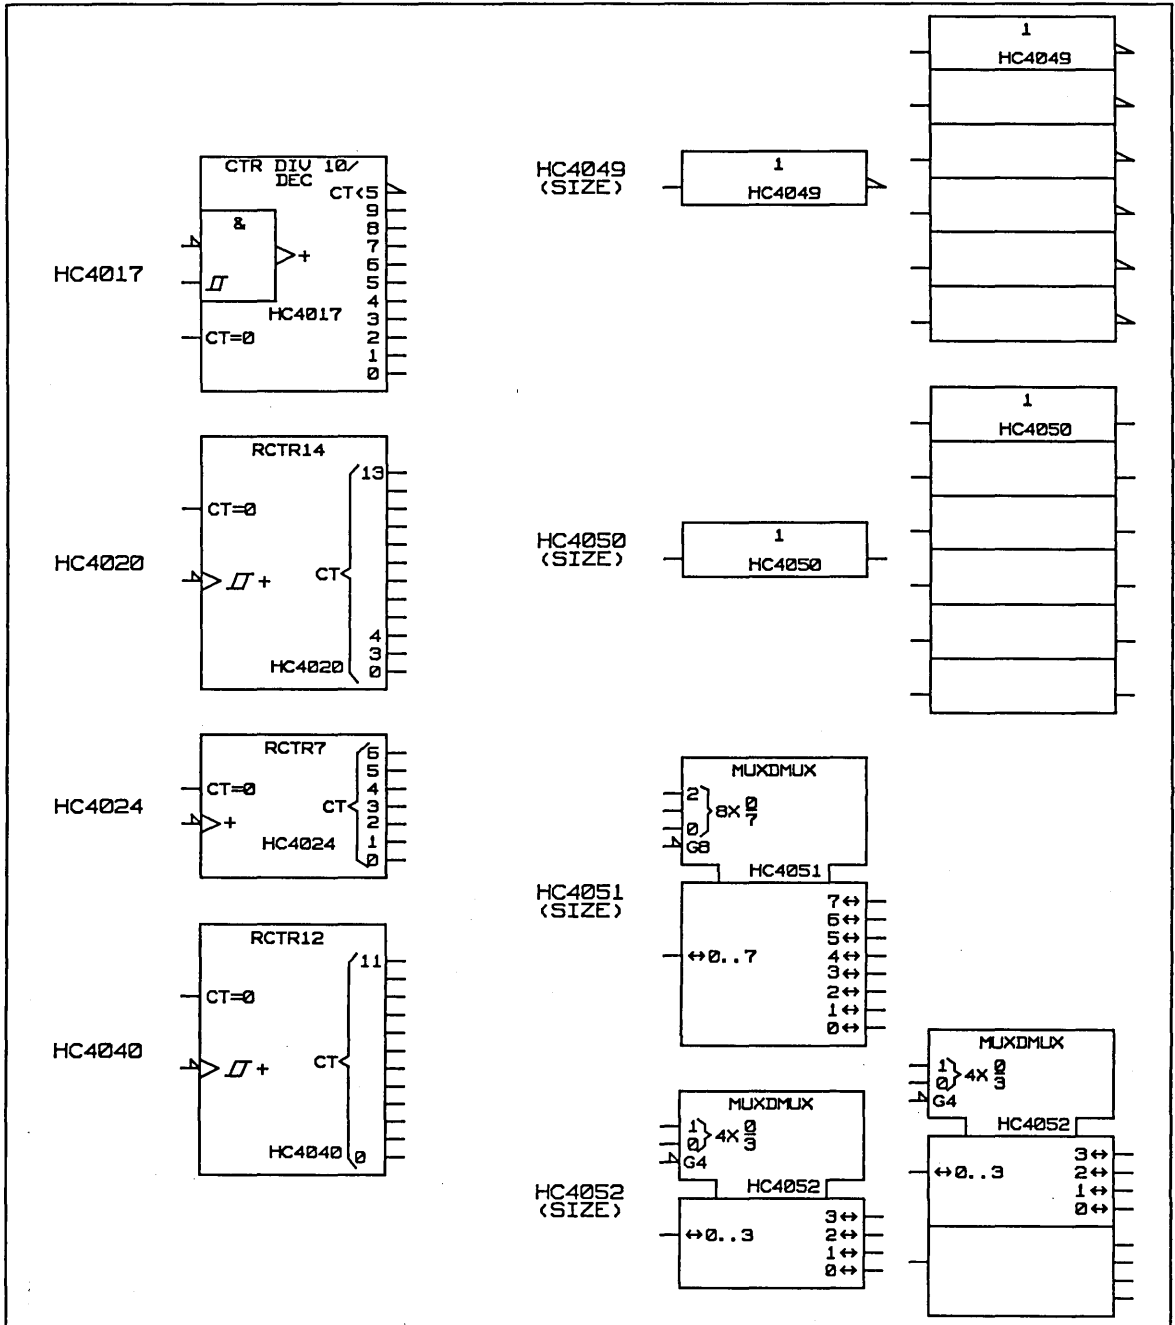 HC4017
CTR DIV 10/
DEC
CT<5
9
8
7
6
5
4
3
2
1
0
&
+
HC4017
CT=0
HC4020
RCTR14
13
CT=0
+
CT
4
3
0
HC4020
HC4024
RCTR7
6
5
4
3
2
1
0
CT=0
CT
+
HC4024
HC4040
RCTR12
11
CT=0
+
CT
HC4040
0
HC4049
(SIZE)
1
HC4049
1
HC4049
HC4050
(SIZE)
1
HC4050
1
HC4050
HC4051
(SIZE)
MUXDMUX
2
0
8X 0/7
G8
HC4051
↔0..7
7↔
6↔
5↔
4↔
3↔
2↔
1↔
0↔
HC4052
(SIZE)
MUXDMUX
1
0
4X 0/3
G4
HC4052
↔0..3
3↔
2↔
1↔
0↔
MUXDMUX
1
0
4X 0/3
G4
HC4052
↔0..3
3↔
2↔
1↔
0↔